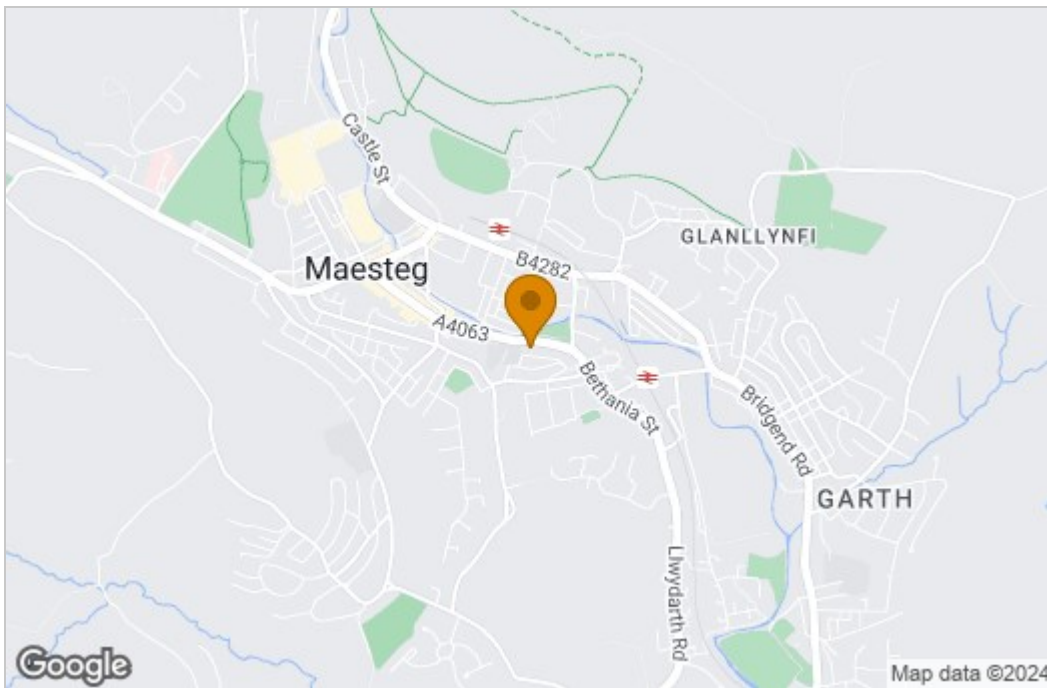 Castle St
GLANLLYNFI
B4282
Maesteg
A4063
Bethania St
Bridgend Rd
GARTH
Llwydarth Rd
Google
Map data ©2024